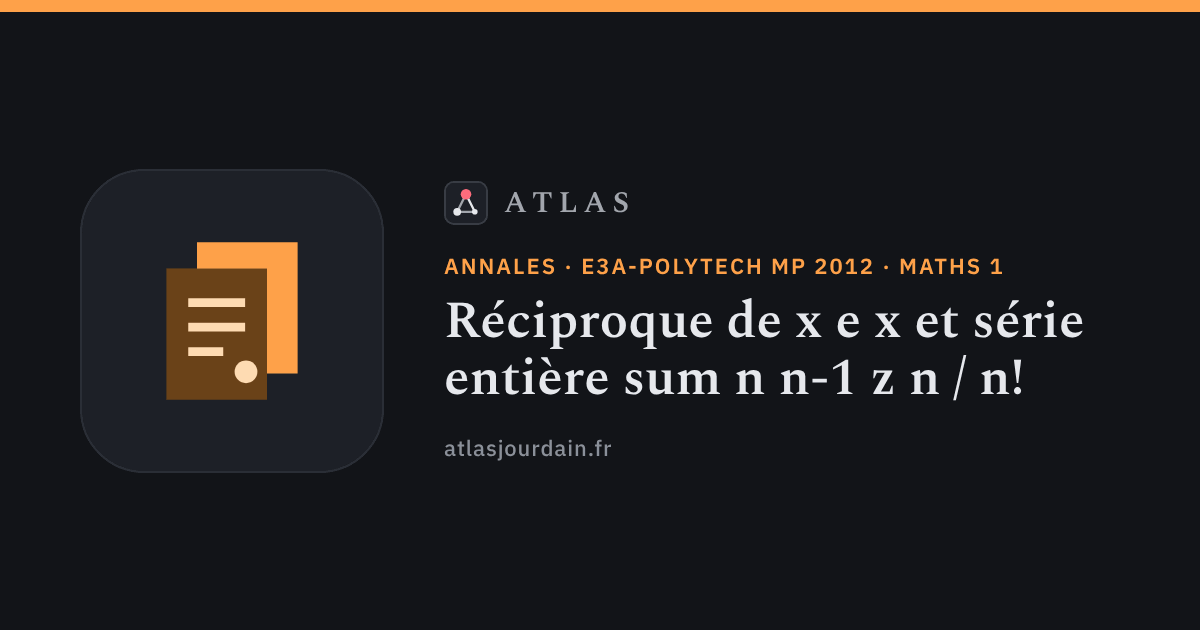 ATLAS
ANNALES · E3A-POLYTECH MP 2012 · MATHS 1
Réciproque de x e x et série
entière sum n n-1 z n / n!
atlasjourdain.fr